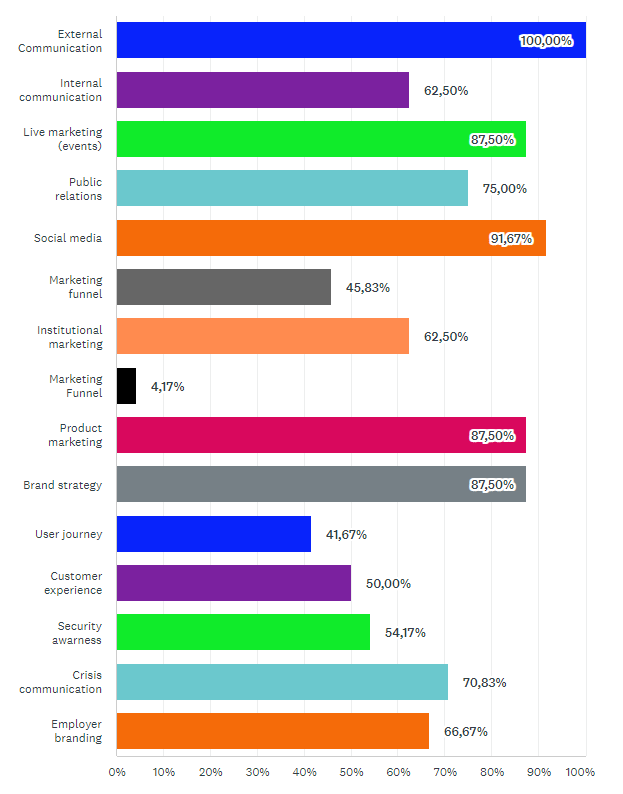 External
Communication
100,00%
Internal
communication
62,50%
Live marketing
(events)
87,50%
Public
relations
75,00%
Social media
91,67%
Marketing
funnel
45,83%
Institutional
marketing
62,50%
Marketing
Funnel
4,17%
Product
marketing
87,50%
Brand strategy
87,50%
User journey
41,67%
Customer
experience
50,00%
Security
awarness
54,17%
Crisis
communication
70,83%
Employer
branding
66,67%
0% 10% 20% 30% 40% 50% 60% 70% 80% 90% 100%